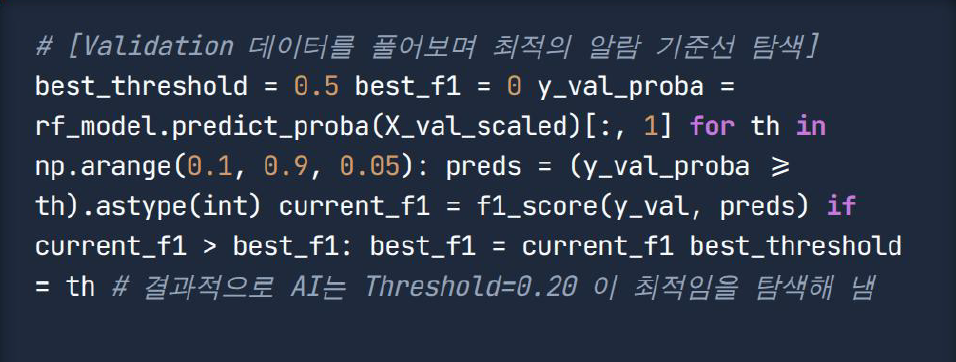 # [Validation 데이터를 풀어보며 최적의 알람 기준선 탐색]
best_threshold = 0.5 best_f1 = 0 y_val_proba =
rf_model.predict_proba(X_val_scaled)[:, 1] for th in
np.arange(0.1, 0.9, 0.05): preds = (y_val_proba >=
th).astype(int) current_f1 = f1_score(y_val, preds) if
current_f1 > best_f1: best_f1 = current_f1 best_threshold
= th # 결과적으로 AI는 Threshold=0.20 이 최적임을 탐색해 냄